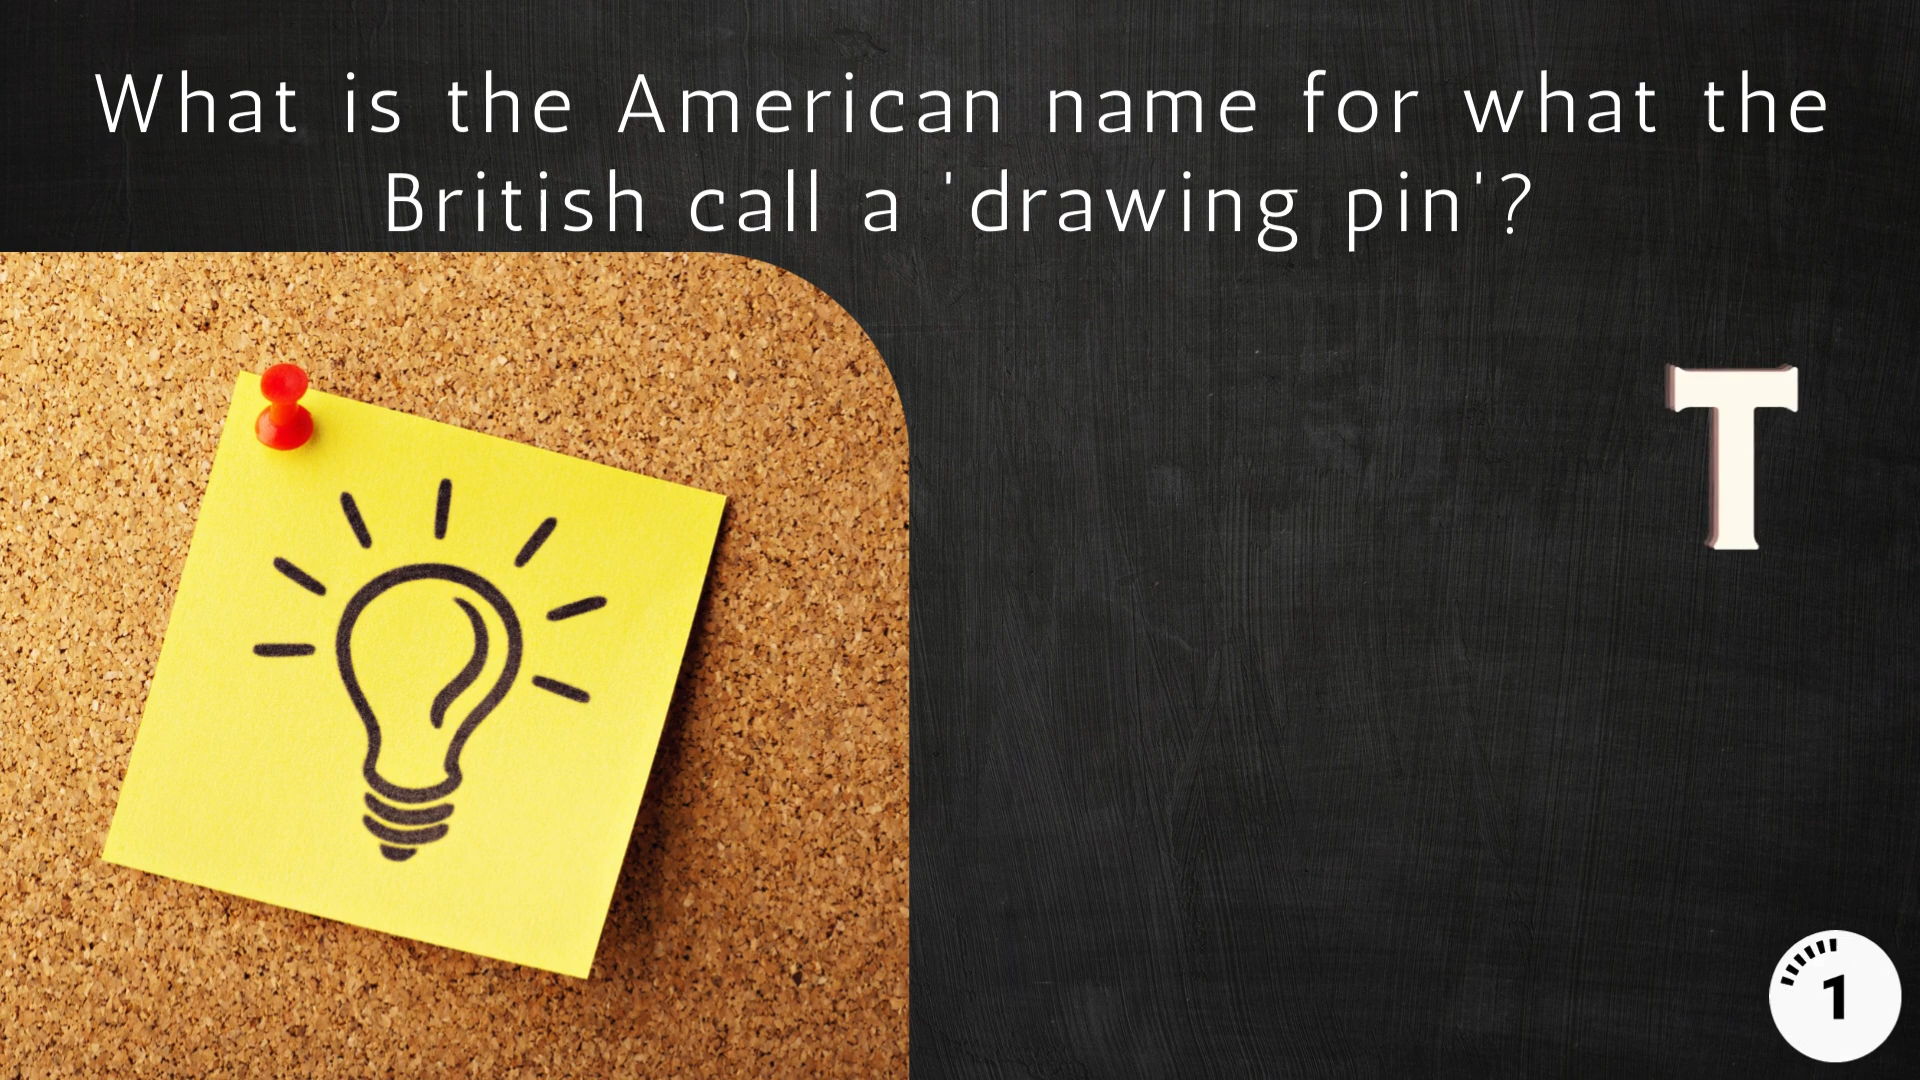 What is the American name for what the
British call a 'drawing pin'?
T
1